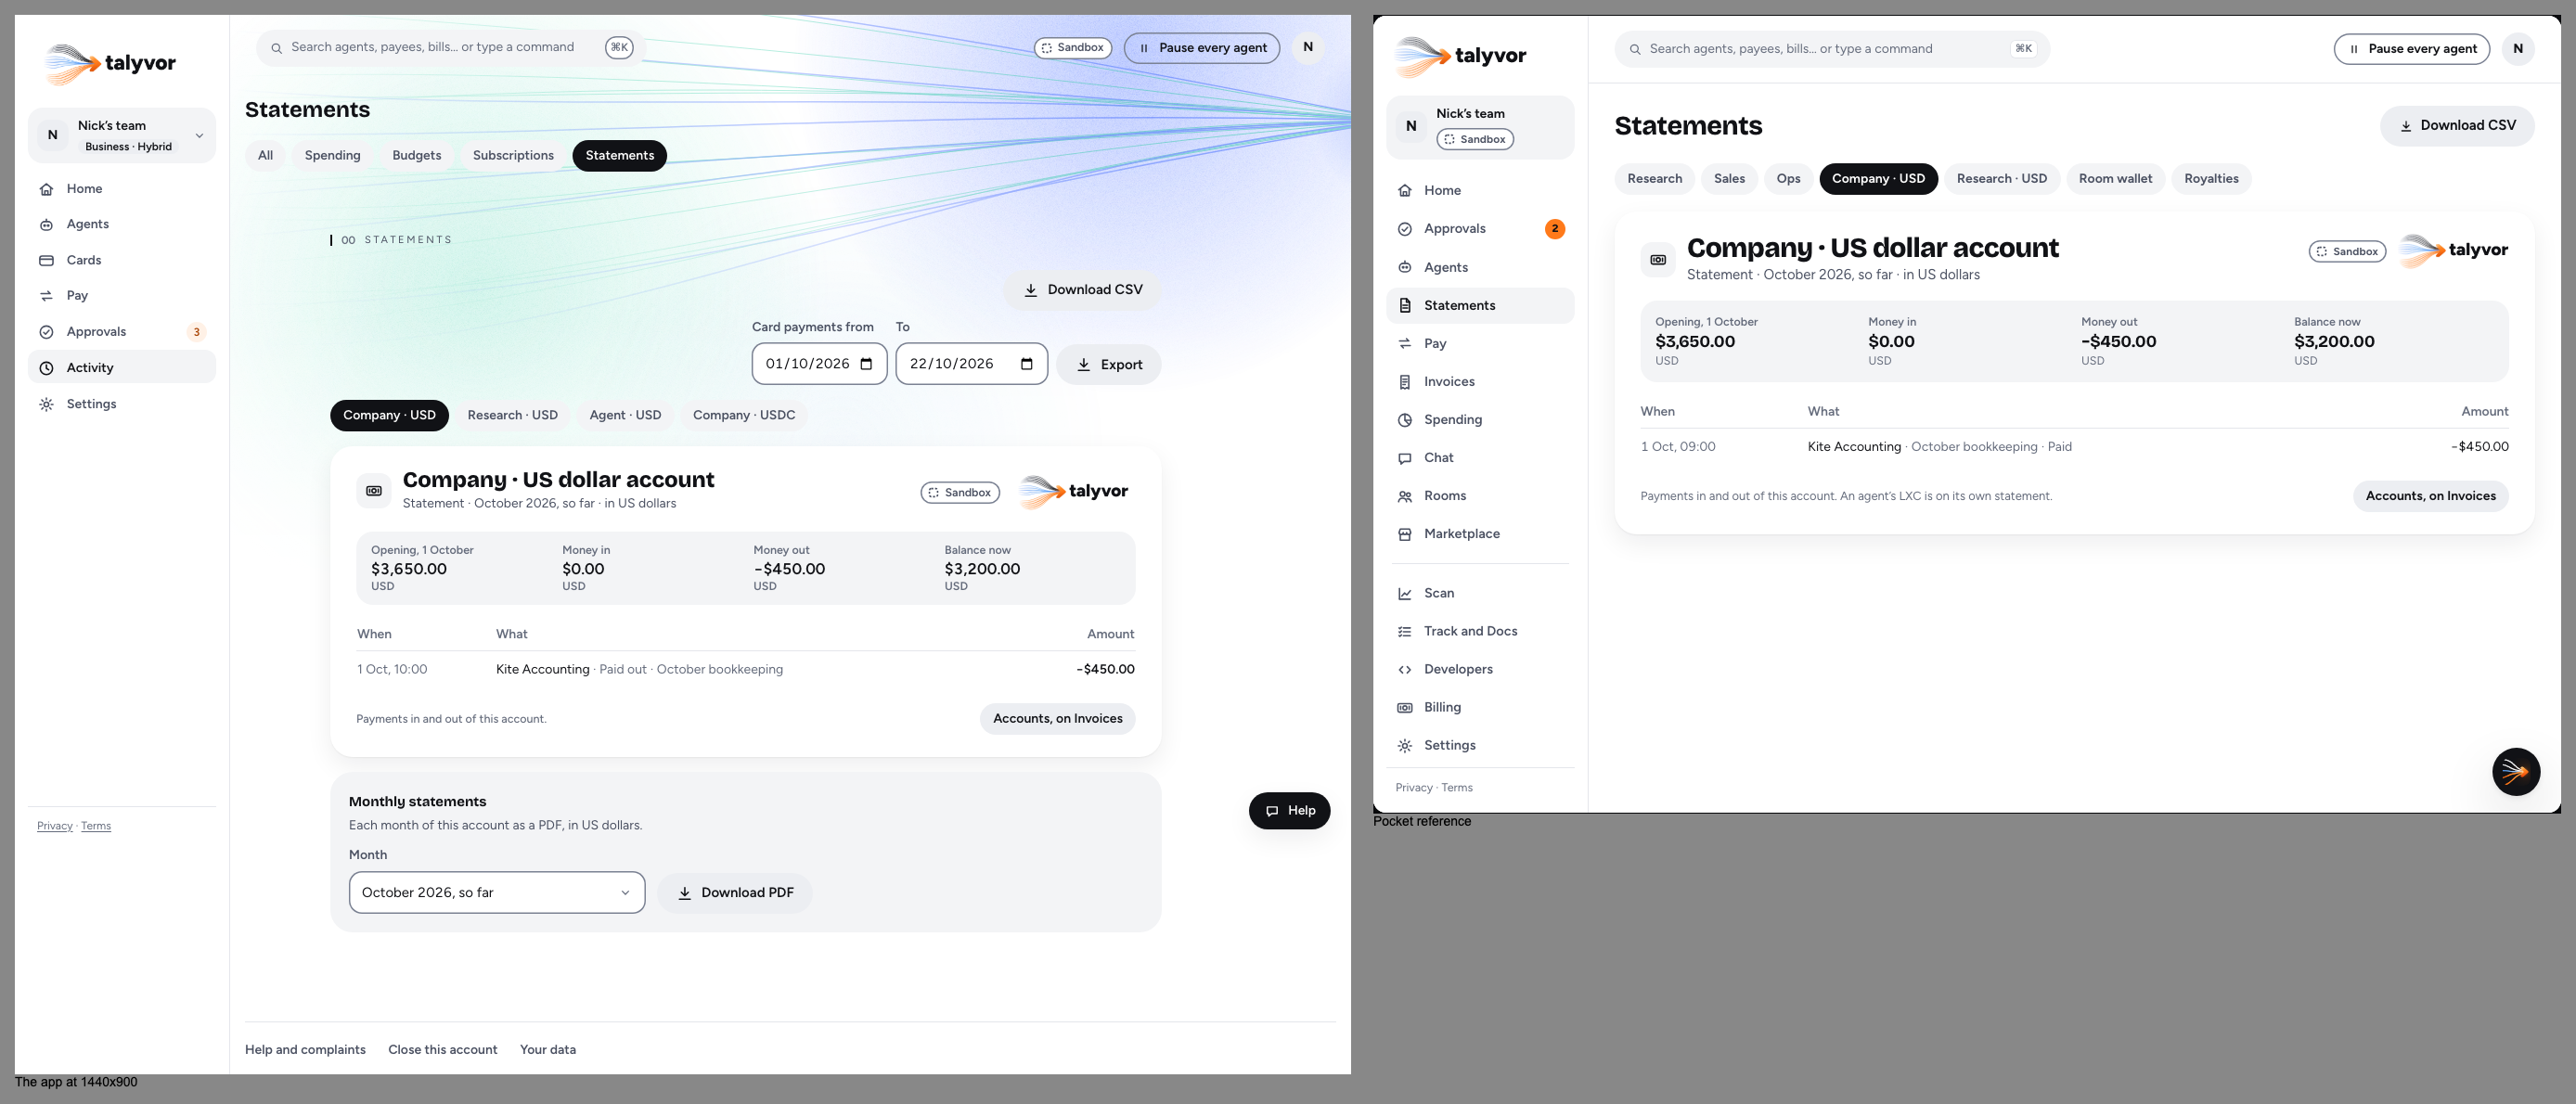 talyvor
N
Nick's team
Business · Hybrid
Home
Agents
Cards
Pay
Approvals
3
Activity
Settings
Privacy · Terms
Search agents, payees, bills... or type a command
⌘K
Sandbox
Pause every agent
N
Statements
All
Spending
Budgets
Subscriptions
Statements
00 STATEMENTS
Download CSV
Card payments from
To
01/10/2026
22/10/2026
Export
Company · USD
Research · USD
Agent · USD
Company · USDC
Company · US dollar account
Statement · October 2026, so far · in US dollars
Sandbox
talyvor
Opening, 1 October
$3,650.00
USD
Money in
$0.00
USD
Money out
-$450.00
USD
Balance now
$3,200.00
USD
When
What
Amount
1 Oct, 10:00
Kite Accounting · Paid out · October bookkeeping
-$450.00
Payments in and out of this account.
Accounts, on Invoices
Monthly statements
Each month of this account as a PDF, in US dollars.
Month
October 2026, so far
Download PDF
Help
Help and complaints
Close this account
Your data
The app at 1440x900
talyvor
N
Nick's team
Sandbox
Home
Approvals
2
Agents
Statements
Pay
Invoices
Spending
Chat
Rooms
Marketplace
Scan
Track and Docs
Developers
Billing
Settings
Privacy · Terms
Search agents, payees, bills... or type a command
⌘K
Pause every agent
N
Statements
Download CSV
Research
Sales
Ops
Company · USD
Research · USD
Room wallet
Royalties
Company · US dollar account
Statement · October 2026, so far · in US dollars
Sandbox
talyvor
Opening, 1 October
$3,650.00
USD
Money in
$0.00
USD
Money out
-$450.00
USD
Balance now
$3,200.00
USD
When
What
Amount
1 Oct, 09:00
Kite Accounting · October bookkeeping · Paid
-$450.00
Payments in and out of this account. An agent's LXC is on its own statement.
Accounts, on Invoices
Pocket reference